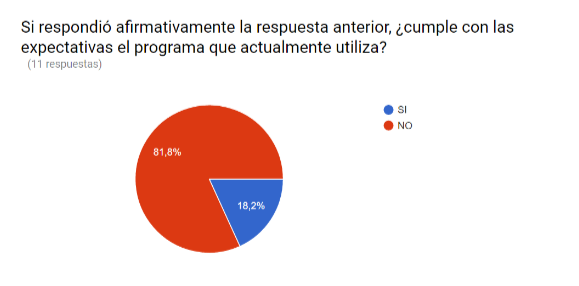 Si respondió afirmativamente la respuesta anterior, ¿cumple con las
expectativas el programa que actualmente utiliza?
(11 respuestas)
SI
NO
81,8%
18,2%